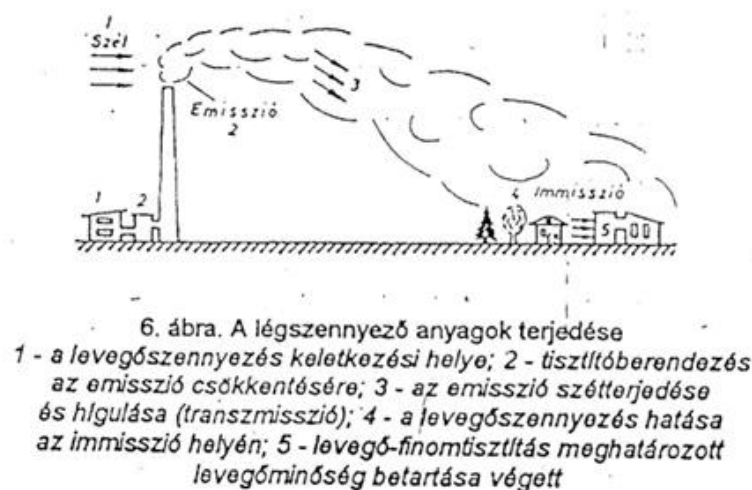 1
Szél
Emisszió
2
3
1 2
4 Immisszió
5
6. ábra. A légszennyező anyagok terjedése
1 - a levegőszennyezés keletkezési helye; 2 - tisztítóberendezés
az emisszió csökkentésére; 3 - az emisszió szétterjedése
és hígulása (transzmisszió); 4 - a levegőszennyezés hatása
az immisszió helyén; 5 - levegő-finomtisztítás meghatározott
levegőminőség betartása végett